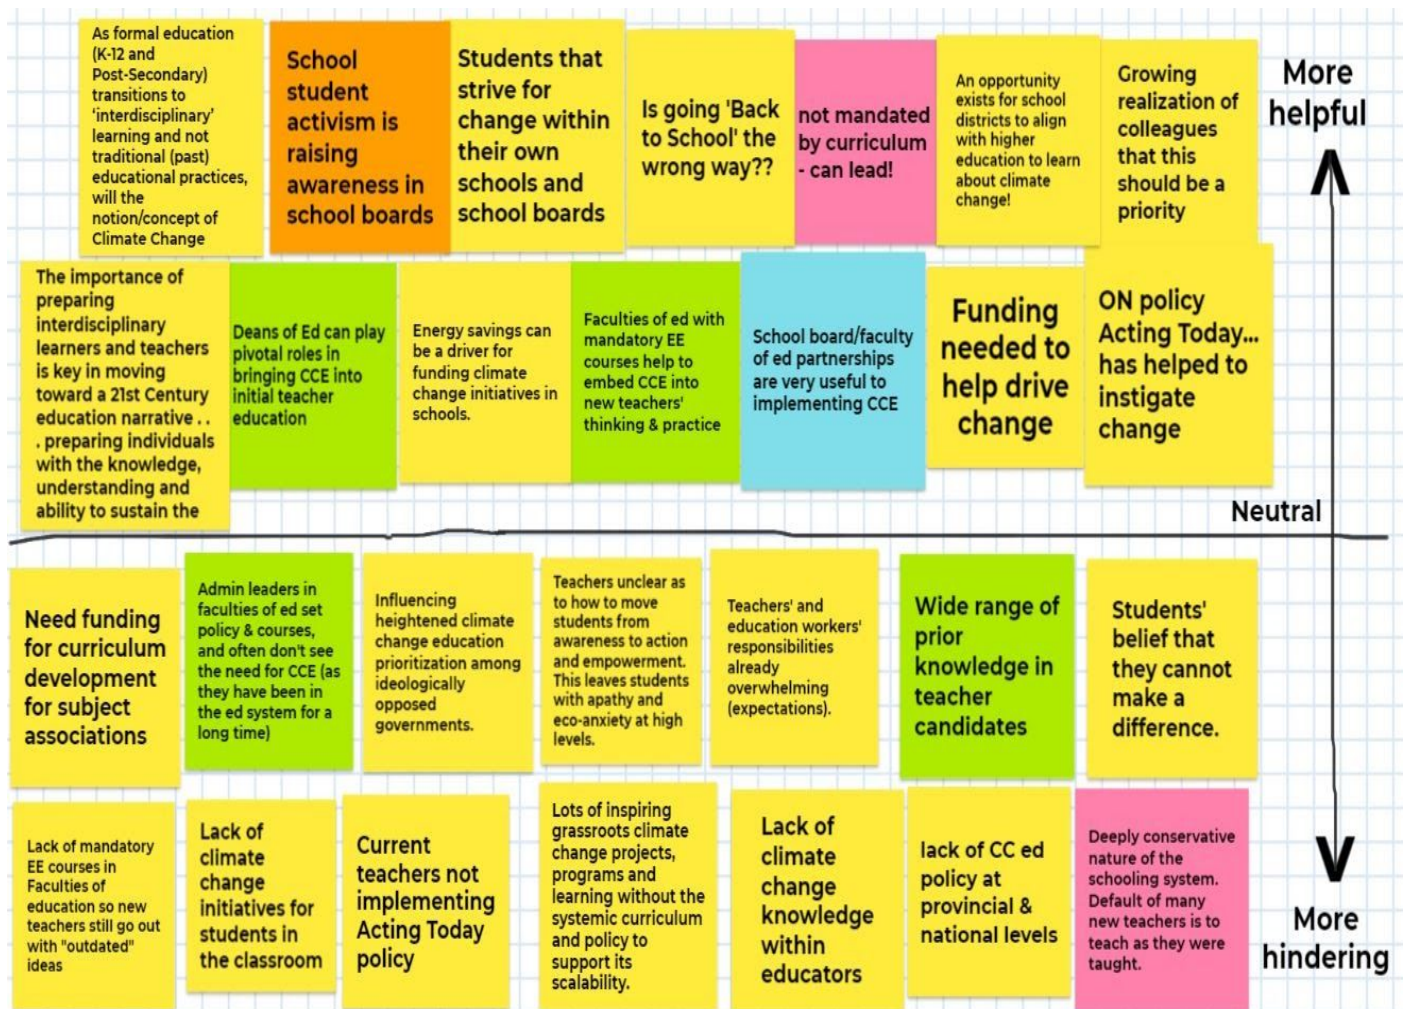 As formal education
(K-12 and
Post-Secondary)
transitions to
'interdisciplinary'
learning and not
traditional (past)
educational practices,
will the
notion/concept of
Climate Change
School
student
activism is
raising
awareness in
school boards
Students that
strive for
change within
their own
schools and
school boards
Is going 'Back
to School' the
wrong way??
not mandated
by curriculum
- can lead!
An opportunity
exists for school
districts to align
with higher
education to learn
about climate
change!
Growing
realization of
colleagues
that this
should be a
priority
More
helpful
The importance of
preparing
interdisciplinary
learners and teachers
is key in moving
toward a 21st Century
education narrative . .
. preparing individuals
with the knowledge,
understanding and
ability to sustain the
Deans of Ed can play
pivotal roles in
bringing CCE into
initial teacher
education
Energy savings can
be a driver for
funding climate
change initiatives in
schools.
Faculties of ed with
mandatory EE
courses help to
embed CCE into
new teachers'
thinking & practice
School board/faculty
of ed partnerships
are very useful to
implementing CCE
Funding
needed to
help drive
change
ON policy
Acting Today...
has helped to
instigate
change
Neutral
Need funding
for curriculum
development
for subject
associations
Admin leaders in
faculties of ed set
policy & courses,
and often don't see
the need for CCE (as
they have been in
the ed system for a
long time)
Influencing
heightened climate
change education
prioritization among
ideologically
opposed
governments.
Teachers unclear as
to how to move
students from
awareness to action
and empowerment.
This leaves students
with apathy and
eco-anxiety at high
levels.
Teachers' and
education workers'
responsibilities
already
overwhelming
(expectations).
Wide range of
prior
knowledge in
teacher
candidates
Students'
belief that
they cannot
make a
difference.
Lack of mandatory
EE courses in
Faculties of
education so new
teachers still go out
with "outdated"
ideas
Lack of
climate
change
initiatives for
students in
the classroom
Current
teachers not
implementing
Acting Today
policy
Lots of inspiring
grassroots climate
change projects,
programs and
learning without the
systemic curriculum
and policy to
support its
scalability.
Lack of
climate
change
knowledge
within
educators
lack of CC ed
policy at
provincial &
national levels
Deeply conservative
nature of the
schooling system.
Default of many
new teachers is to
teach as they were
taught.
More
hindering